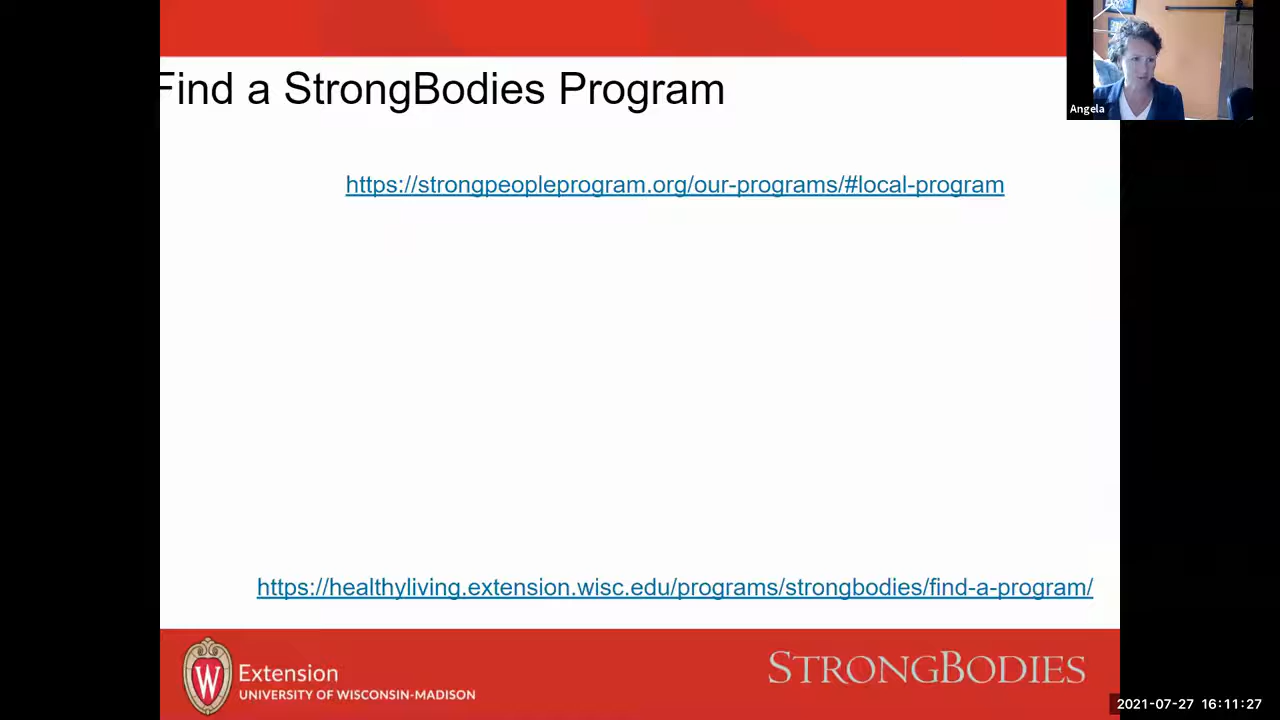 Find a StrongBodies Program
Angela
https://strongpeopleprogram.org/our-programs/#local-program
https://healthyliving.extension.wisc.edu/programs/strongbodies/find-a-program/
W
Extension
UNIVERSITY OF WISCONSIN-MADISON
STRONGBODIES
2021-07-27 16:11:27